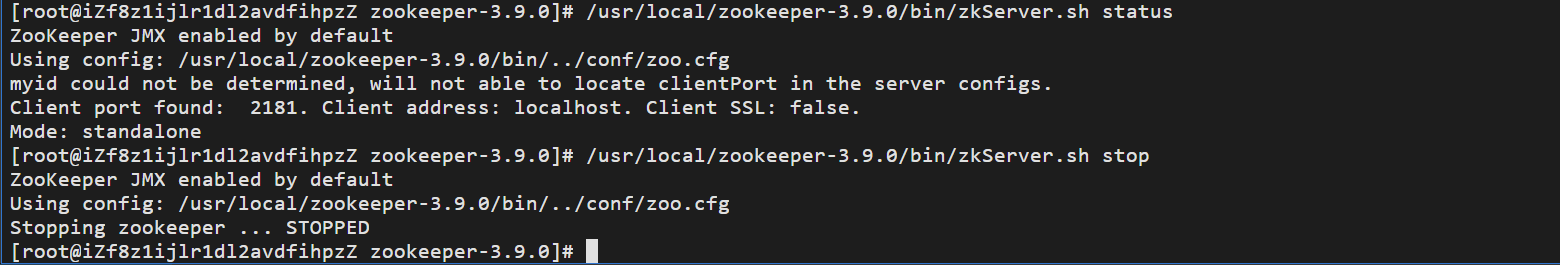 [root@iZf8z1ijlr1dl2avdfihpzZ zookeeper-3.9.0]# /usr/local/zookeeper-3.9.0/bin/zkServer.sh status
ZooKeeper JMX enabled by default
Using config: /usr/local/zookeeper-3.9.0/bin/../conf/zoo.cfg
myid could not be determined, will not able to locate clientPort in the server configs.
Client port found:  2181. Client address: localhost. Client SSL: false.
Mode: standalone
[root@iZf8z1ijlr1dl2avdfihpzZ zookeeper-3.9.0]# /usr/local/zookeeper-3.9.0/bin/zkServer.sh stop
ZooKeeper JMX enabled by default
Using config: /usr/local/zookeeper-3.9.0/bin/../conf/zoo.cfg
Stopping zookeeper ... STOPPED
[root@iZf8z1ijlr1dl2avdfihpzZ zookeeper-3.9.0]#